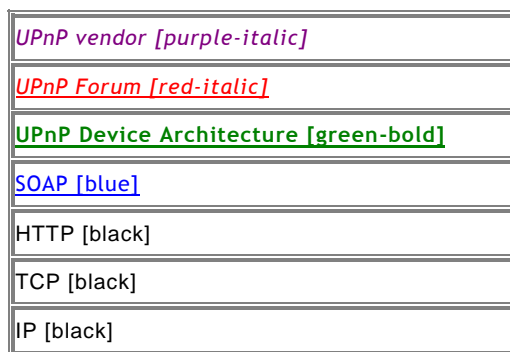 UPnP vendor [purple-italic]
UPnP Forum [red-italic]
UPnP Device Architecture [green-bold]
SOAP [blue]
HTTP [black]
TCP [black]
IP [black]